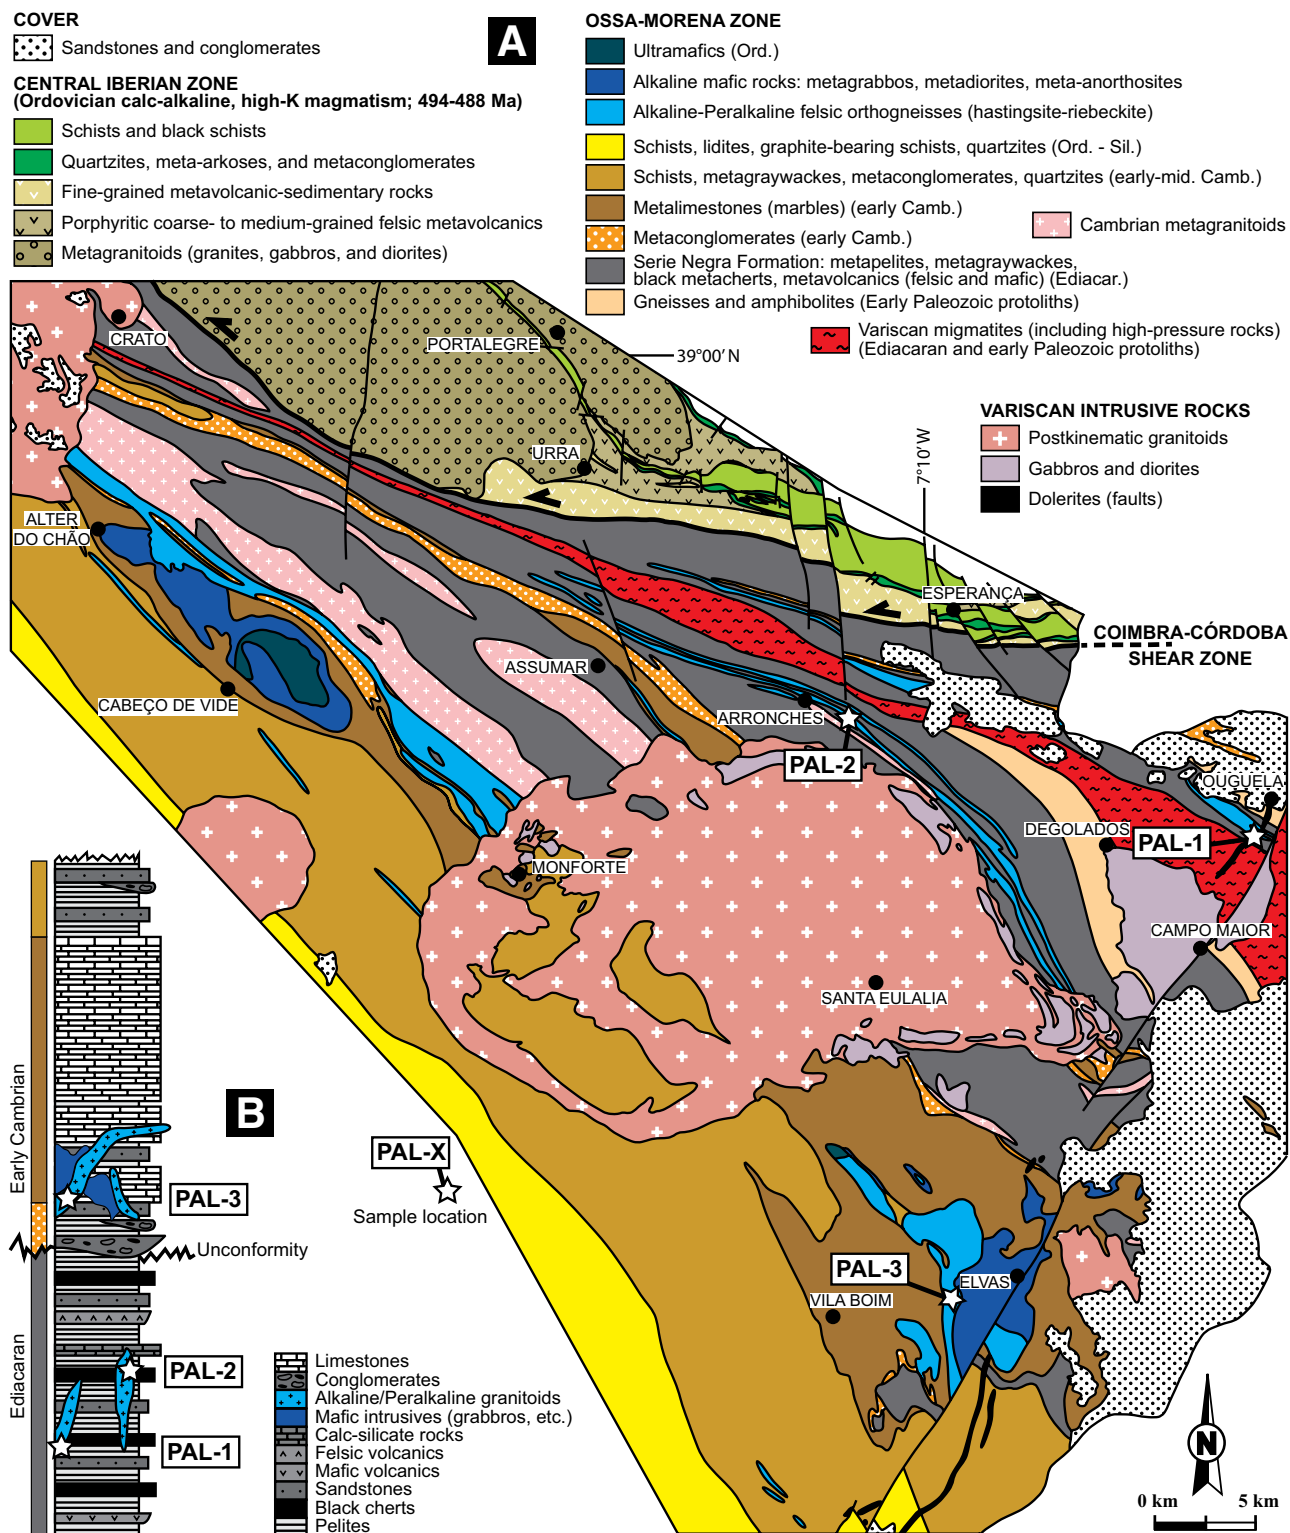 COVER
Sandstones and conglomerates
CENTRAL IBERIAN ZONE
(Ordovician calc-alkaline, high-K magmatism; 494-488 Ma)
Schists and black schists
Quartzites, meta-arkoses, and metaconglomerates
Fine-grained metavolcanic-sedimentary rocks
Porphyritic coarse- to medium-grained felsic metavolcanics
Metagranitoids (granites, gabbros, and diorites)
A
OSSA-MORENA ZONE
Ultramafics (Ord.)
Alkaline mafic rocks: metagrabbos, metadiorites, meta-anorthosites
Alkaline-Peralkaline felsic orthogneisses (hastingsite-riebeckite)
Schists, lidites, graphite-bearing schists, quartzites (Ord. - Sil.)
Schists, metagraywackes, metaconglomerates, quartzites (early-mid. Camb.)
Metalimestones (marbles) (early Camb.)
Cambrian metagranitoids
Metaconglomerates (early Camb.)
Serie Negra Formation: metapelites, metagraywackes,
black metacherts, metavolcanics (felsic and mafic) (Ediacar.)
Gneisses and amphibolites (Early Paleozoic protoliths)
Variscan migmatites (including high-pressure rocks)
(Ediacaran and early Paleozoic protoliths)
VARISCAN INTRUSIVE ROCKS
Postkinematic granitoids
Gabbros and diorites
Dolerites (faults)
CRATO
PORTALEGRE
39°00' N
URRA
7°10' W
ALTER
DO CHÃO
ESPERANÇA
COIMBRA-CÓRDOBA
SHEAR ZONE
ASSUMAR
CABEÇO DE VIDE
ARRONCHES
PAL-2
OUGUELA
DEGOLADOS
PAL-1
MONFORTE
CAMPO MAIOR
SANTA EULALIA
B
PAL-X
Sample location
PAL-3
ELVAS
VILA BOIM
Early Cambrian
PAL-3
Unconformity
Ediacaran
PAL-2
PAL-1
Limestones
Conglomerates
Alkaline/Peralkaline granitoids
Mafic intrusives (grabbros, etc.)
Calc-silicate rocks
Felsic volcanics
Mafic volcanics
Sandstones
Black cherts
Pelites
N
0 km 5 km